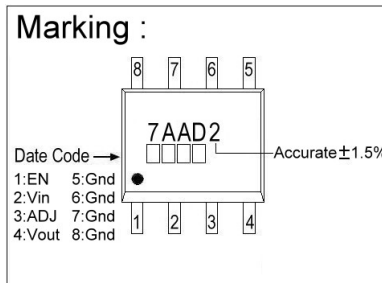 Marking :
8 7 6 5
7AAD2
Date Code
Accurate±1.5%
1:EN 5:Gnd
2:Vin 6:Gnd
3:ADJ 7:Gnd
4:Vout 8:Gnd
1 2 3 4